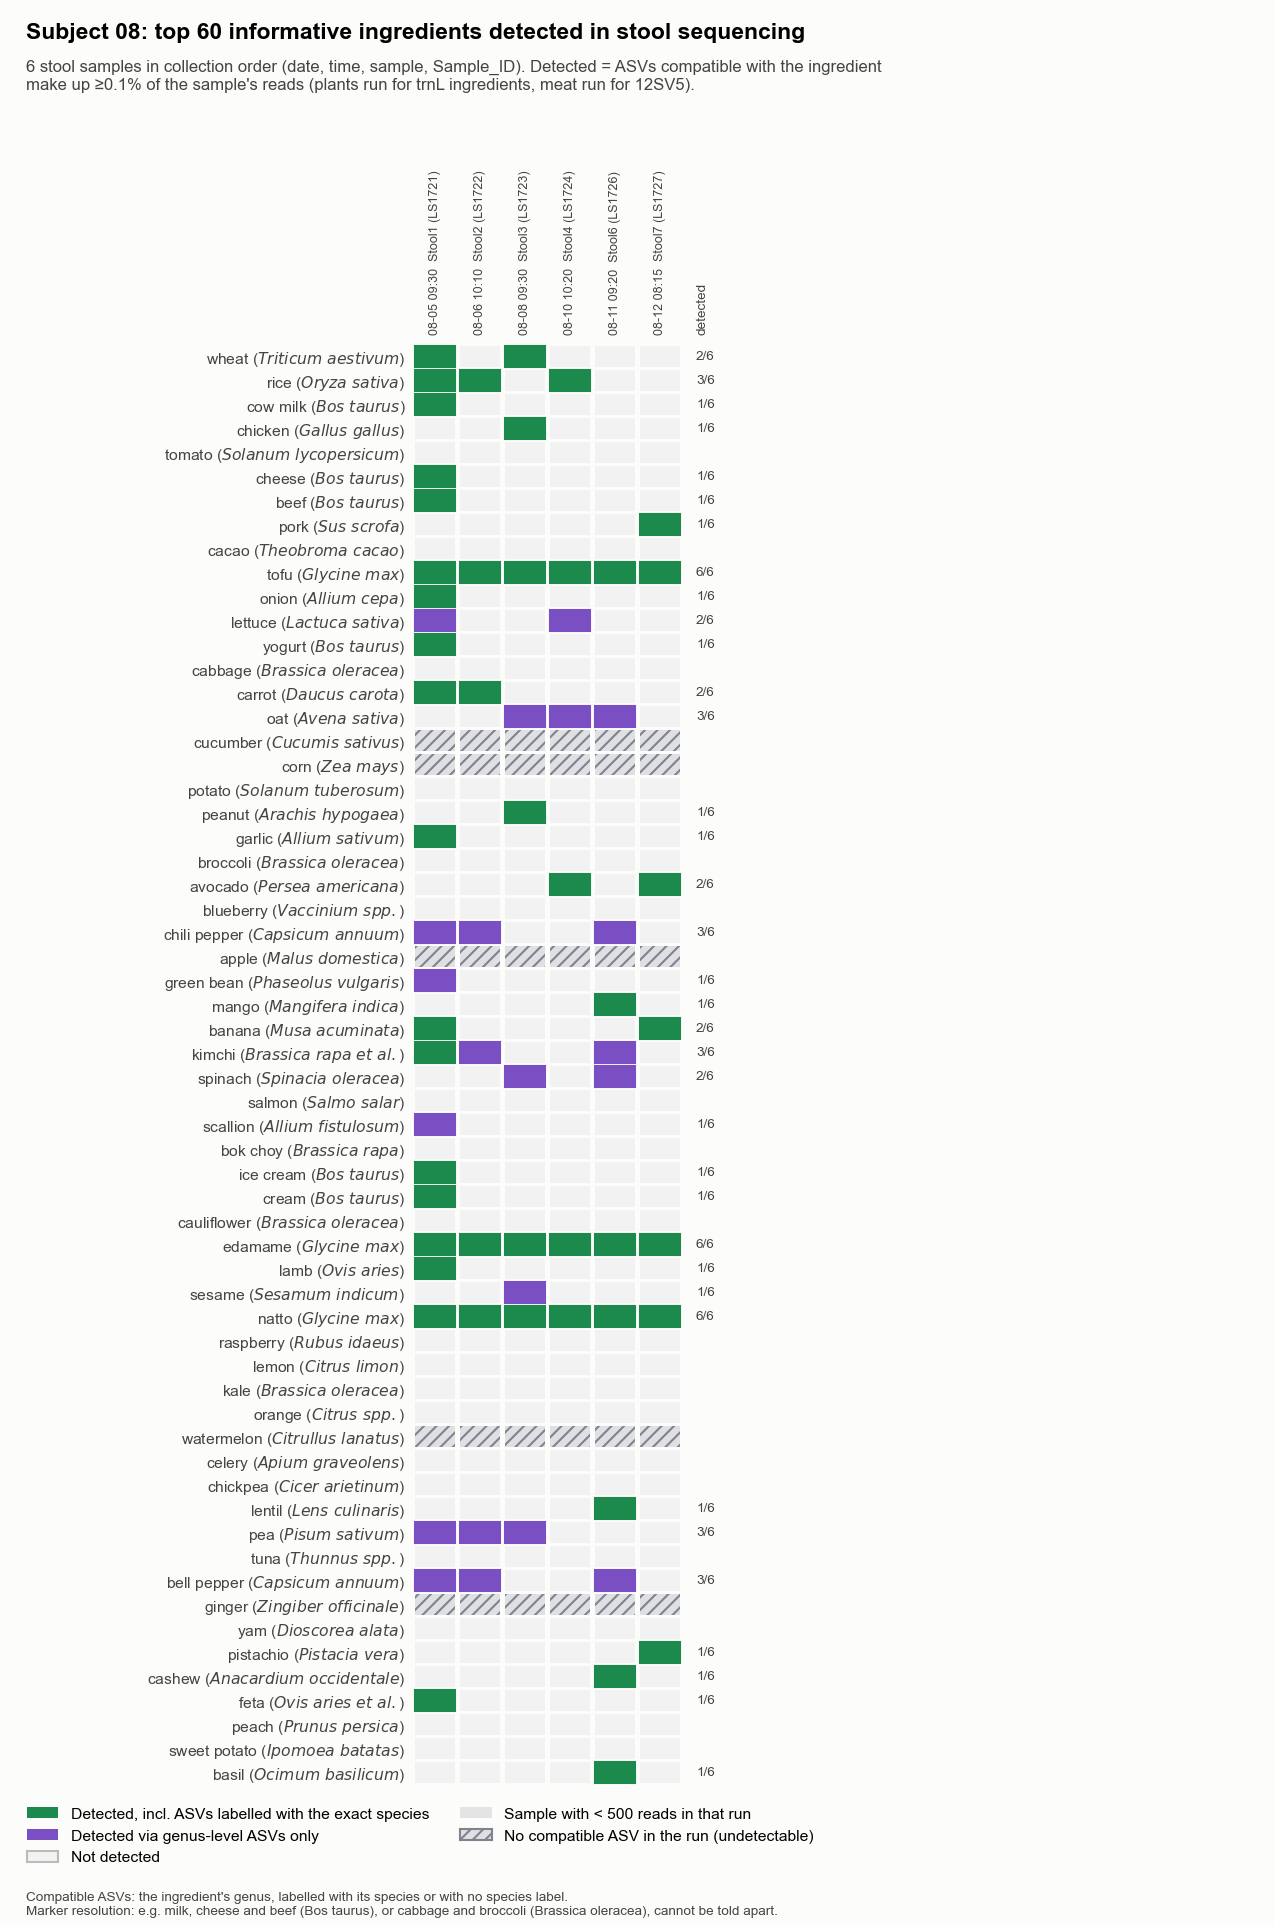 Subject 08: top 60 informative ingredients detected in stool sequencing
6 stool samples in collection order (date, time, sample, Sample_ID). Detected = ASVs compatible with the ingredient
make up ≥0.1% of the sample's reads (plants run for trnL ingredients, meat run for 12SV5).
08-05 09:30 Stool1 (LS1721)
08-06 10:10 Stool2 (LS1722)
08-08 09:30 Stool3 (LS1723)
08-10 10:20 Stool4 (LS1724)
08-11 09:20 Stool6 (LS1726)
08-12 08:15 Stool7 (LS1727)
detected
wheat (Triticum aestivum) 2/6
rice (Oryza sativa) 3/6
cow milk (Bos taurus) 1/6
chicken (Gallus gallus) 1/6
tomato (Solanum lycopersicum)
cheese (Bos taurus) 1/6
beef (Bos taurus) 1/6
pork (Sus scrofa) 1/6
cacao (Theobroma cacao)
tofu (Glycine max) 6/6
onion (Allium cepa) 1/6
lettuce (Lactuca sativa) 2/6
yogurt (Bos taurus) 1/6
cabbage (Brassica oleracea)
carrot (Daucus carota) 2/6
oat (Avena sativa) 3/6
cucumber (Cucumis sativus)
corn (Zea mays)
potato (Solanum tuberosum)
peanut (Arachis hypogaea) 1/6
garlic (Allium sativum) 1/6
broccoli (Brassica oleracea)
avocado (Persea americana) 2/6
blueberry (Vaccinium spp. )
chili pepper (Capsicum annuum) 3/6
apple (Malus domestica)
green bean (Phaseolus vulgaris) 1/6
mango (Mangifera indica) 1/6
banana (Musa acuminata) 2/6
kimchi (Brassica rapa et al. ) 3/6
spinach (Spinacia oleracea) 2/6
salmon (Salmo salar)
scallion (Allium fistulosum) 1/6
bok choy (Brassica rapa)
ice cream (Bos taurus) 1/6
cream (Bos taurus) 1/6
cauliflower (Brassica oleracea)
edamame (Glycine max) 6/6
lamb (Ovis aries) 1/6
sesame (Sesamum indicum) 1/6
natto (Glycine max) 6/6
raspberry (Rubus idaeus)
lemon (Citrus limon)
kale (Brassica oleracea)
orange (Citrus spp. )
watermelon (Citrullus lanatus)
celery (Apium graveolens)
chickpea (Cicer arietinum)
lentil (Lens culinaris) 1/6
pea (Pisum sativum) 3/6
tuna (Thunnus spp. )
bell pepper (Capsicum annuum) 3/6
ginger (Zingiber officinale)
yam (Dioscorea alata)
pistachio (Pistacia vera) 1/6
cashew (Anacardium occidentale) 1/6
feta (Ovis aries et al. ) 1/6
peach (Prunus persica)
sweet potato (Ipomoea batatas)
basil (Ocimum basilicum) 1/6
Detected, incl. ASVs labelled with the exact species
Detected via genus-level ASVs only
Not detected
Sample with < 500 reads in that run
No compatible ASV in the run (undetectable)
Compatible ASVs: the ingredient's genus, labelled with its species or with no species label.
Marker resolution: e.g. milk, cheese and beef (Bos taurus), or cabbage and broccoli (Brassica oleracea), cannot be told apart.